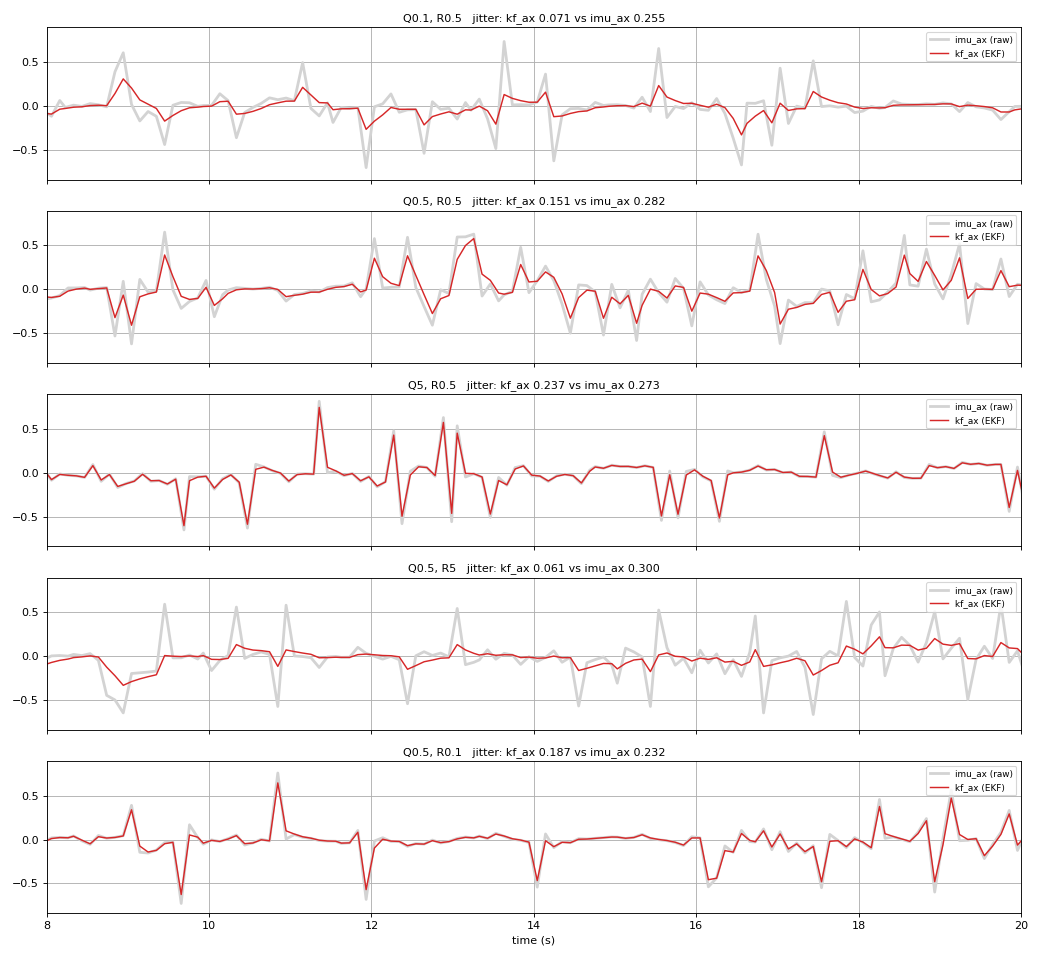 Q0.1, R0.5   jitter: kf_ax 0.071 vs imu_ax 0.255
imu_ax (raw)
kf_ax (EKF)
0.5
0.0
−0.5
Q0.5, R0.5   jitter: kf_ax 0.151 vs imu_ax 0.282
imu_ax (raw)
kf_ax (EKF)
0.5
0.0
−0.5
Q5, R0.5   jitter: kf_ax 0.237 vs imu_ax 0.273
imu_ax (raw)
kf_ax (EKF)
0.5
0.0
−0.5
Q0.5, R5   jitter: kf_ax 0.061 vs imu_ax 0.300
imu_ax (raw)
kf_ax (EKF)
0.5
0.0
−0.5
Q0.5, R0.1   jitter: kf_ax 0.187 vs imu_ax 0.232
imu_ax (raw)
kf_ax (EKF)
0.5
0.0
−0.5
8 10 12 14 16 18 20
time (s)